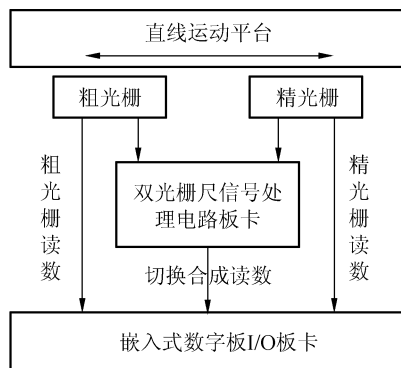 直线运动平台
粗光栅
精光栅
粗光栅读数
双光栅尺信号处
理电路板卡
精光栅读数
切换合成读数
嵌入式数字板I/O板卡